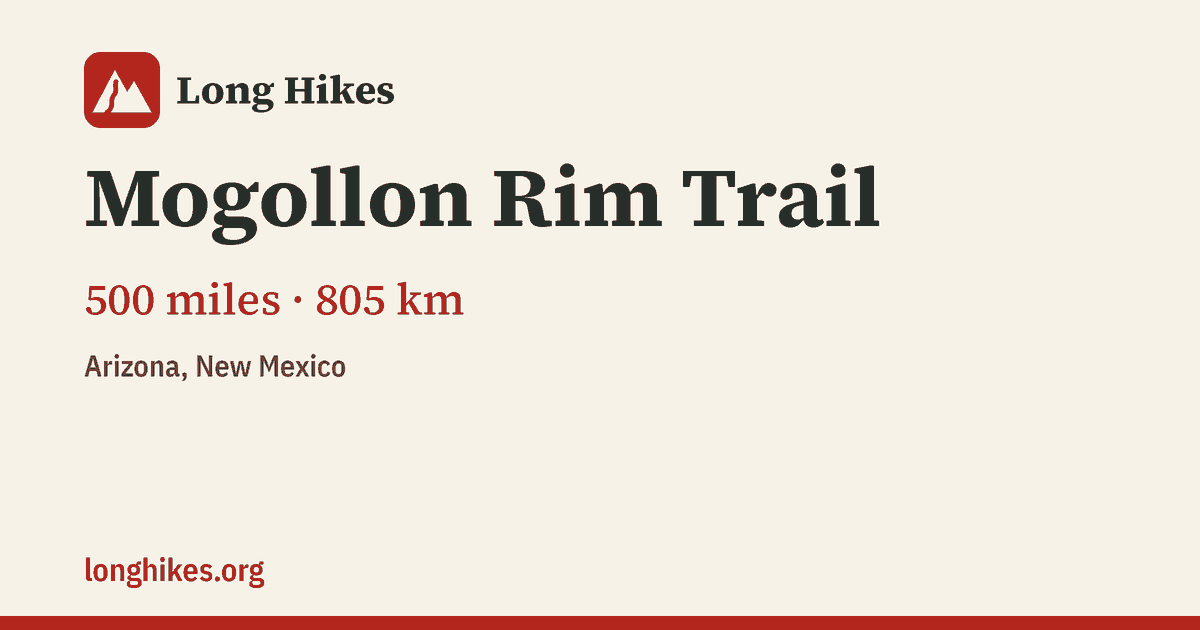 Long Hikes
Mogollon Rim Trail
500 miles · 805 km
Arizona, New Mexico
longhikes.org